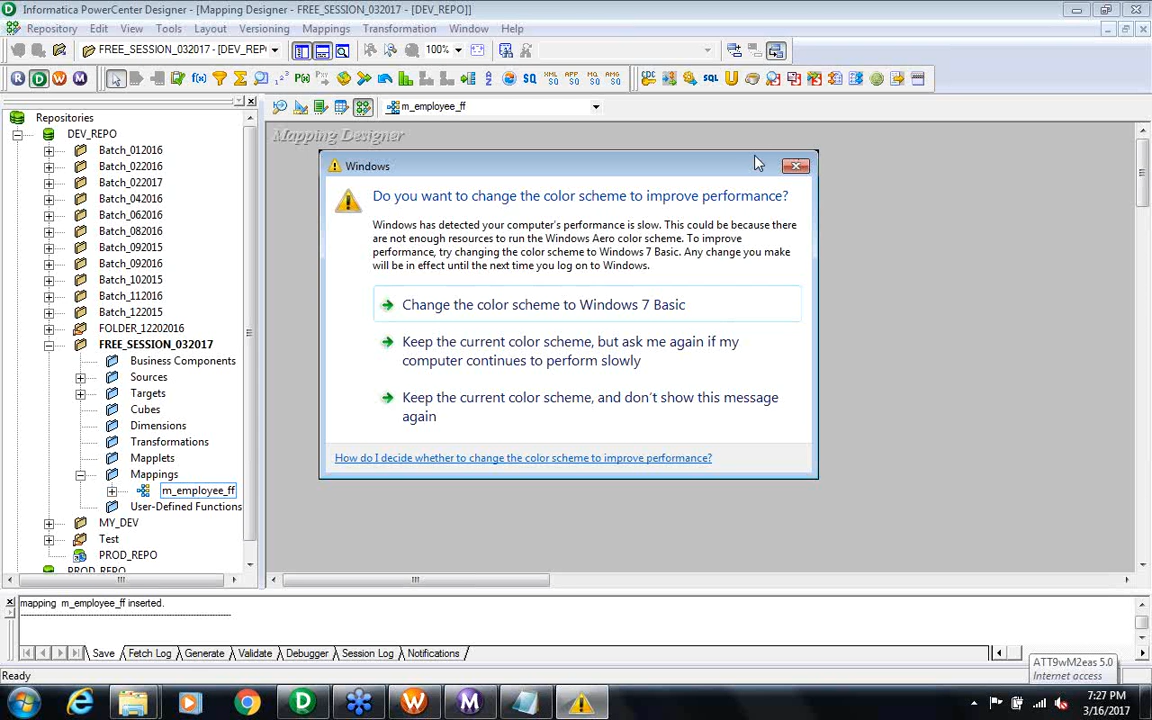 Informatica PowerCenter Designer - [Mapping Designer - FREE_SESSION_032017 - [DEV_REPO]]
Repository Edit View Tools Layout Versioning Mappings Transformation Window Help
FREE_SESSION_032017 - [DEV_REPO
100%
R D W M
f(x)
SQL
m_employee_ff
Repositories
DEV_REPO
Batch_012016
Batch_022016
Batch_022017
Batch_042016
Batch_062016
Batch_082016
Batch_092015
Batch_092016
Batch_102015
Batch_112016
Batch_122015
FOLDER_12202016
FREE_SESSION_032017
Business Components
Sources
Targets
Cubes
Dimensions
Transformations
Mapplets
Mappings
m_employee_ff
User-Defined Functions
MY_DEV
Test
PROD_REPO
PROD_REPO
Mapping Designer
Windows
Do you want to change the color scheme to improve performance?
Windows has detected your computer's performance is slow. This could be because there
are not enough resources to run the Windows Aero color scheme. To improve
performance, try changing the color scheme to Windows 7 Basic. Any change you make
will be in effect until the next time you log on to Windows.
Change the color scheme to Windows 7 Basic
Keep the current color scheme, but ask me again if my
computer continues to perform slowly
Keep the current color scheme, and don't show this message
again
How do I decide whether to change the color scheme to improve performance?
mapping m_employee_ff inserted.
Save Fetch Log Generate Validate Debugger Session Log Notifications
Ready
ATT9wM2eas 5.0
Internet access
D W M
7:27 PM
3/16/2017